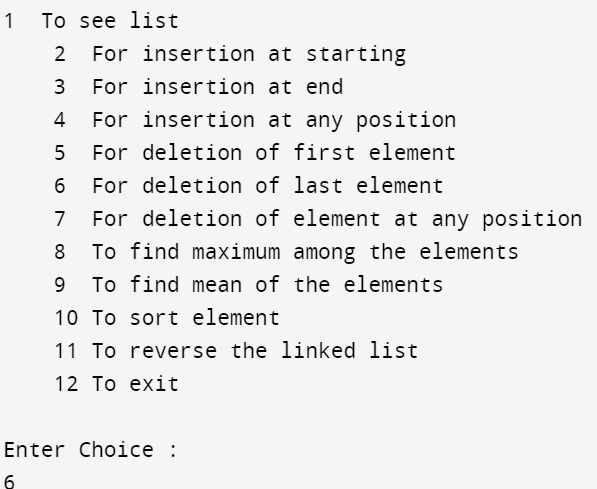 1 To see list
2 For insertion at starting
3 For insertion at end
4 For insertion at any position
5 For deletion of first element
6 For deletion of last element
7 For deletion of element at any position
8 To find maximum among the elements
9 To find mean of the elements
10 To sort element
11 To reverse the linked list
12 To exit
Enter Choice :
6